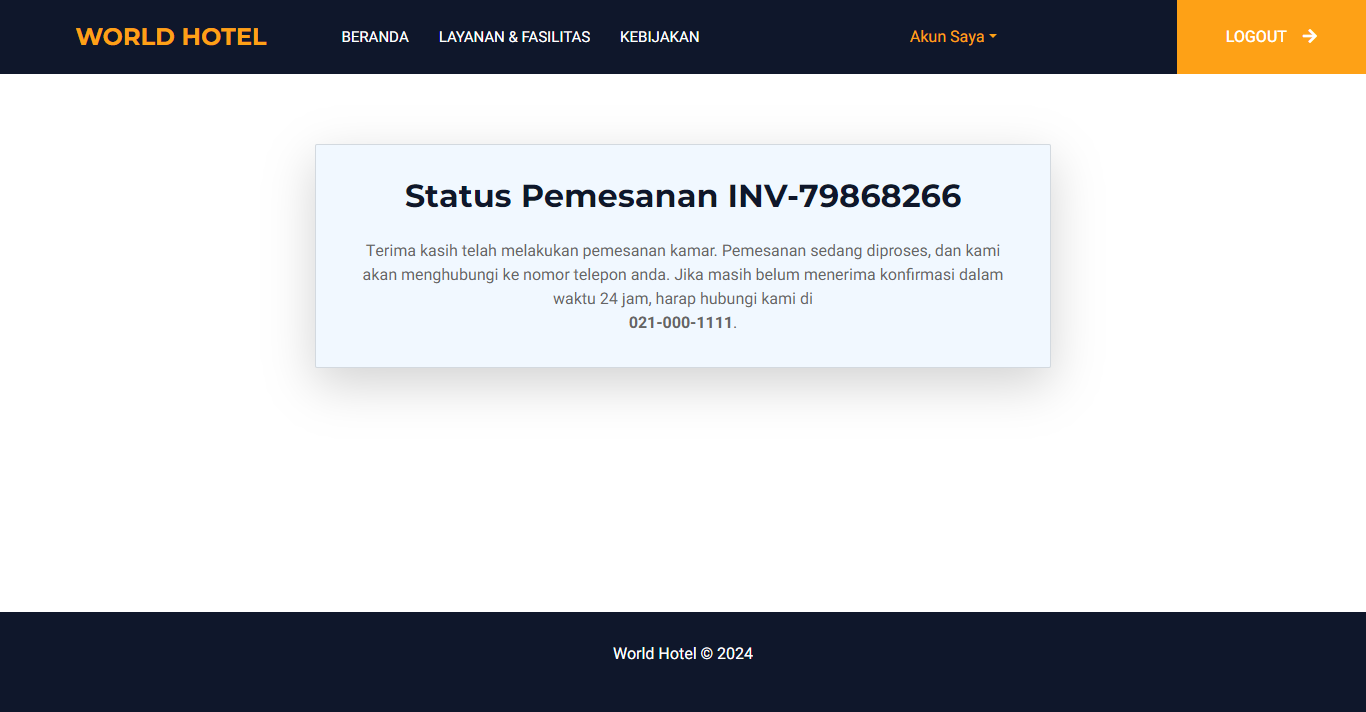 WORLD HOTEL
BERANDA
LAYANAN & FASILITAS
KEBIJAKAN
Akun Saya
LOGOUT
Status Pemesanan INV-79868266
Terima kasih telah melakukan pemesanan kamar. Pemesanan sedang diproses, dan kami
akan menghubungi ke nomor telepon anda. Jika masih belum menerima konfirmasi dalam
waktu 24 jam, harap hubungi kami di
021-000-1111.
World Hotel © 2024